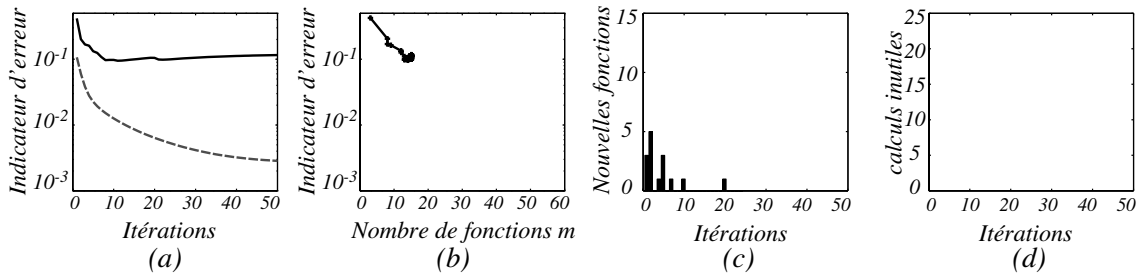 Indicateur d'erreur
10^-1
10^-2
10^-3
0 10 20 30 40 50
Itérations
(a)
Indicateur d'erreur
10^-1
10^-2
10^-3
0 10 20 30 40 50 60
Nombre de fonctions m
(b)
Nouvelles fonctions
15
10
5
0
0 10 20 30 40 50
Itérations
(c)
calculs inutiles
25
20
15
10
5
0
0 10 20 30 40 50
Itérations
(d)